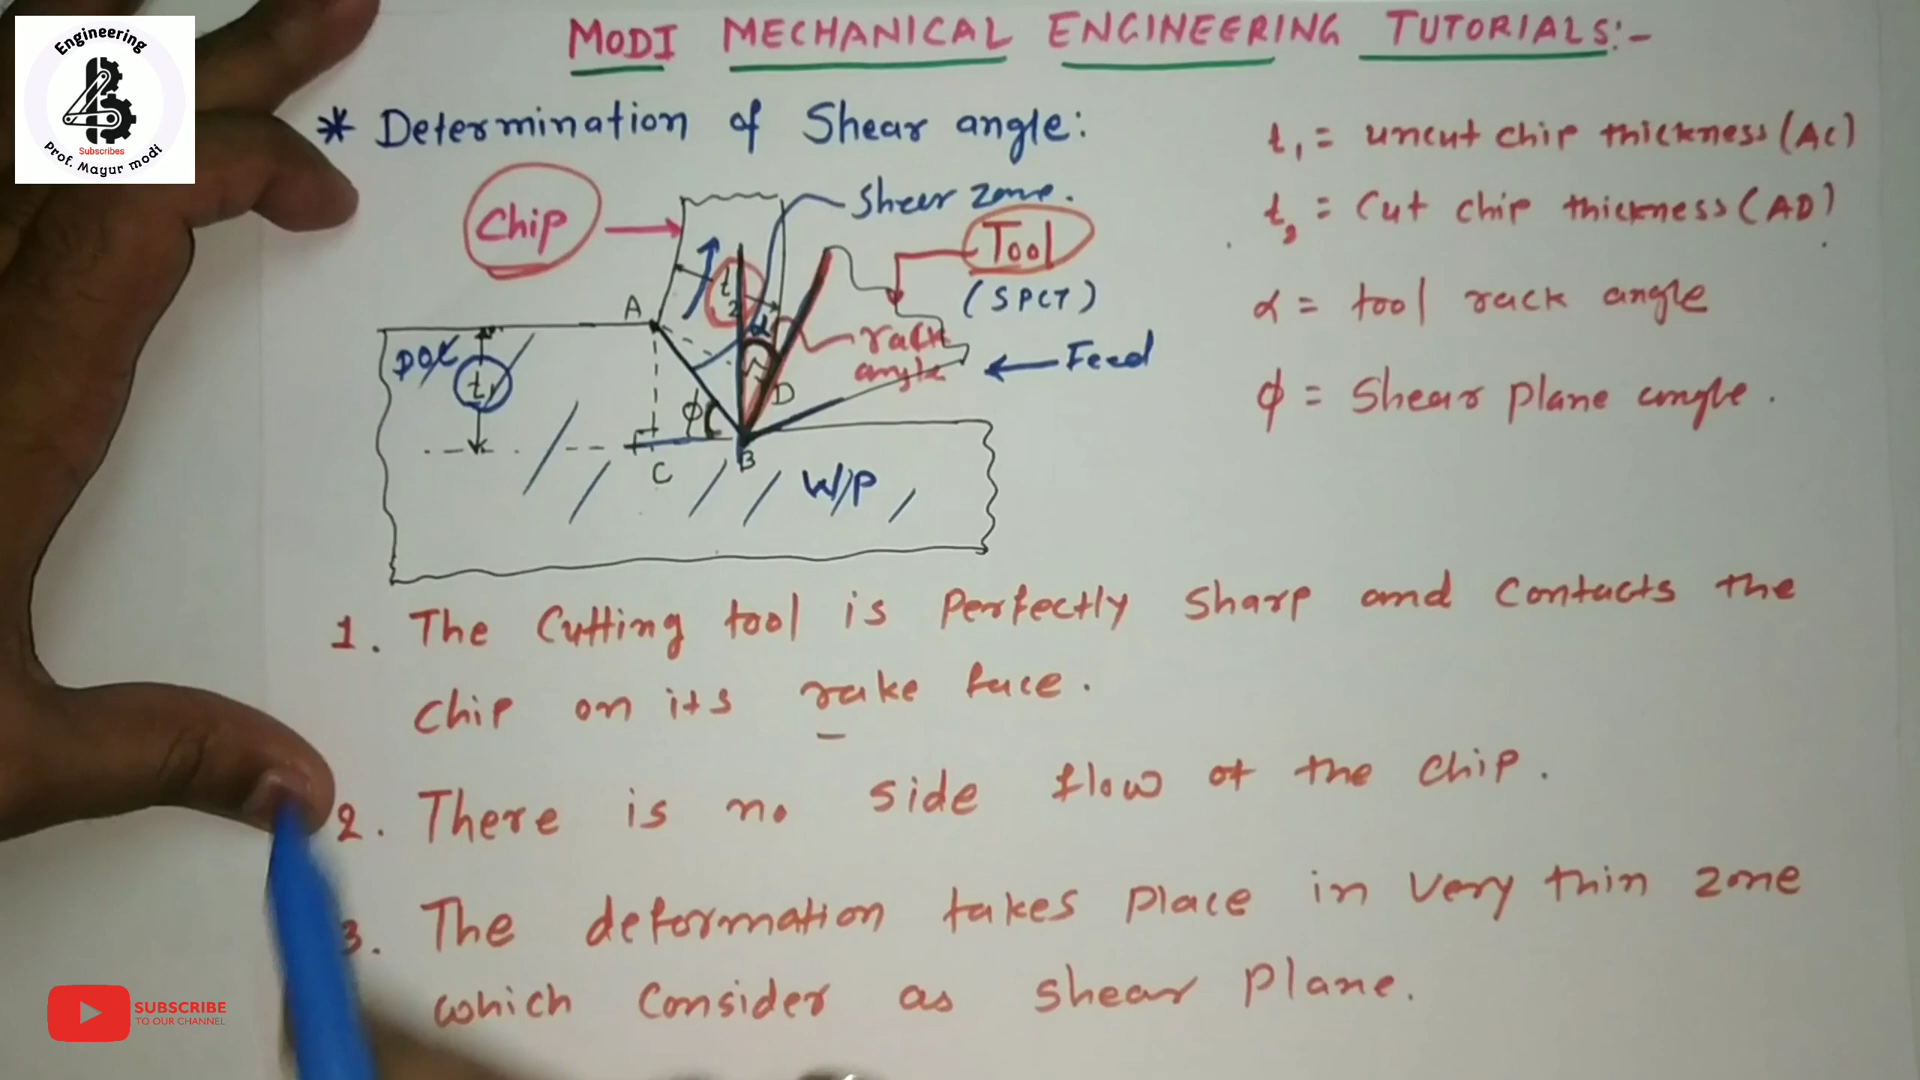 Engineering
Subscribes
Prof. Mayur modi
MODI MECHANICAL ENGINEERING TUTORIALS:-
* Determination of Shear angle:
t1 = uncut chip thickness (AC)
t2 = Cut chip thickness (AD)
α = tool rack angle
ϕ = Shear plane angle.
Chip
Shear zone.
Tool
(SPCT)
t2
A
α
rack
angle
Feed
DOC
t1
D
ϕ
C
B
W/P
1. The Cutting tool is Perfectly Sharp and Contacts the
Chip on its rake face.
2. There is no side flow of the chip.
3. The deformation takes place in very thin zone
which Consider as shear plane.
SUBSCRIBE
TO OUR CHANNEL